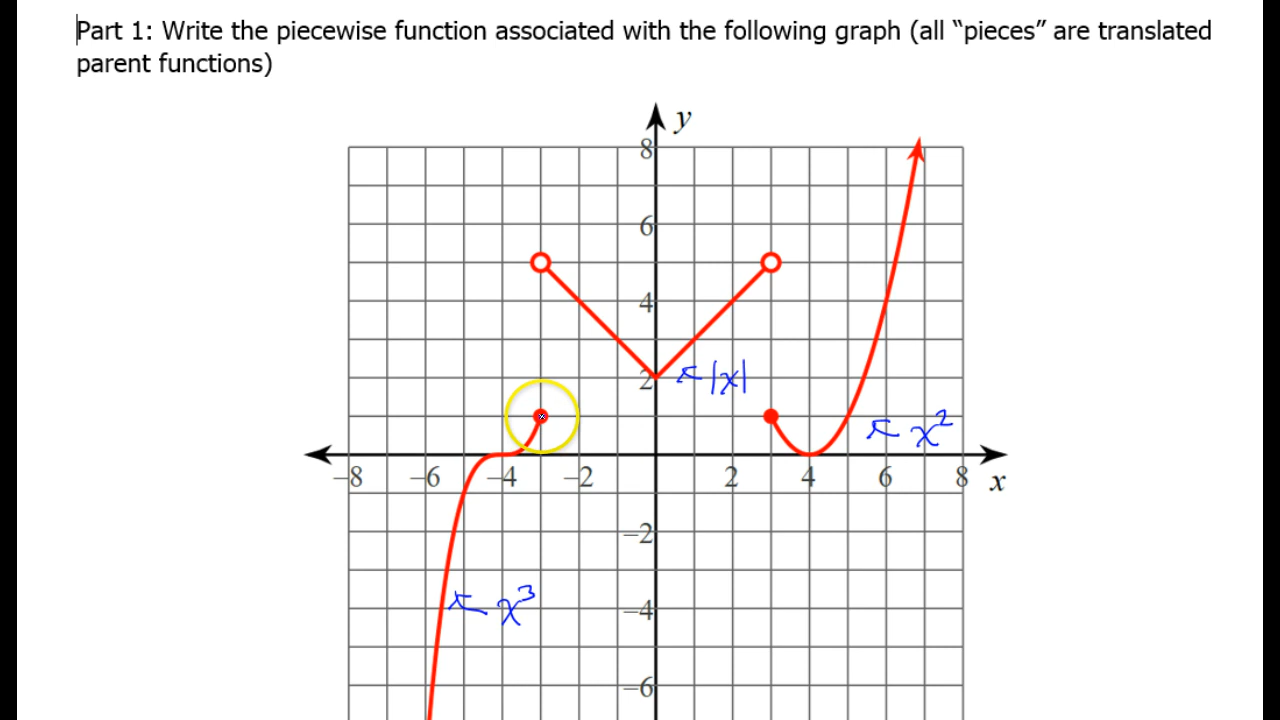 Part 1: Write the piecewise function associated with the following graph (all “pieces” are translated
parent functions)
y
8
6
4
2
|x|
x²
–8 –6 –4 –2 2 4 6 8 x
–2
x³
–4
–6